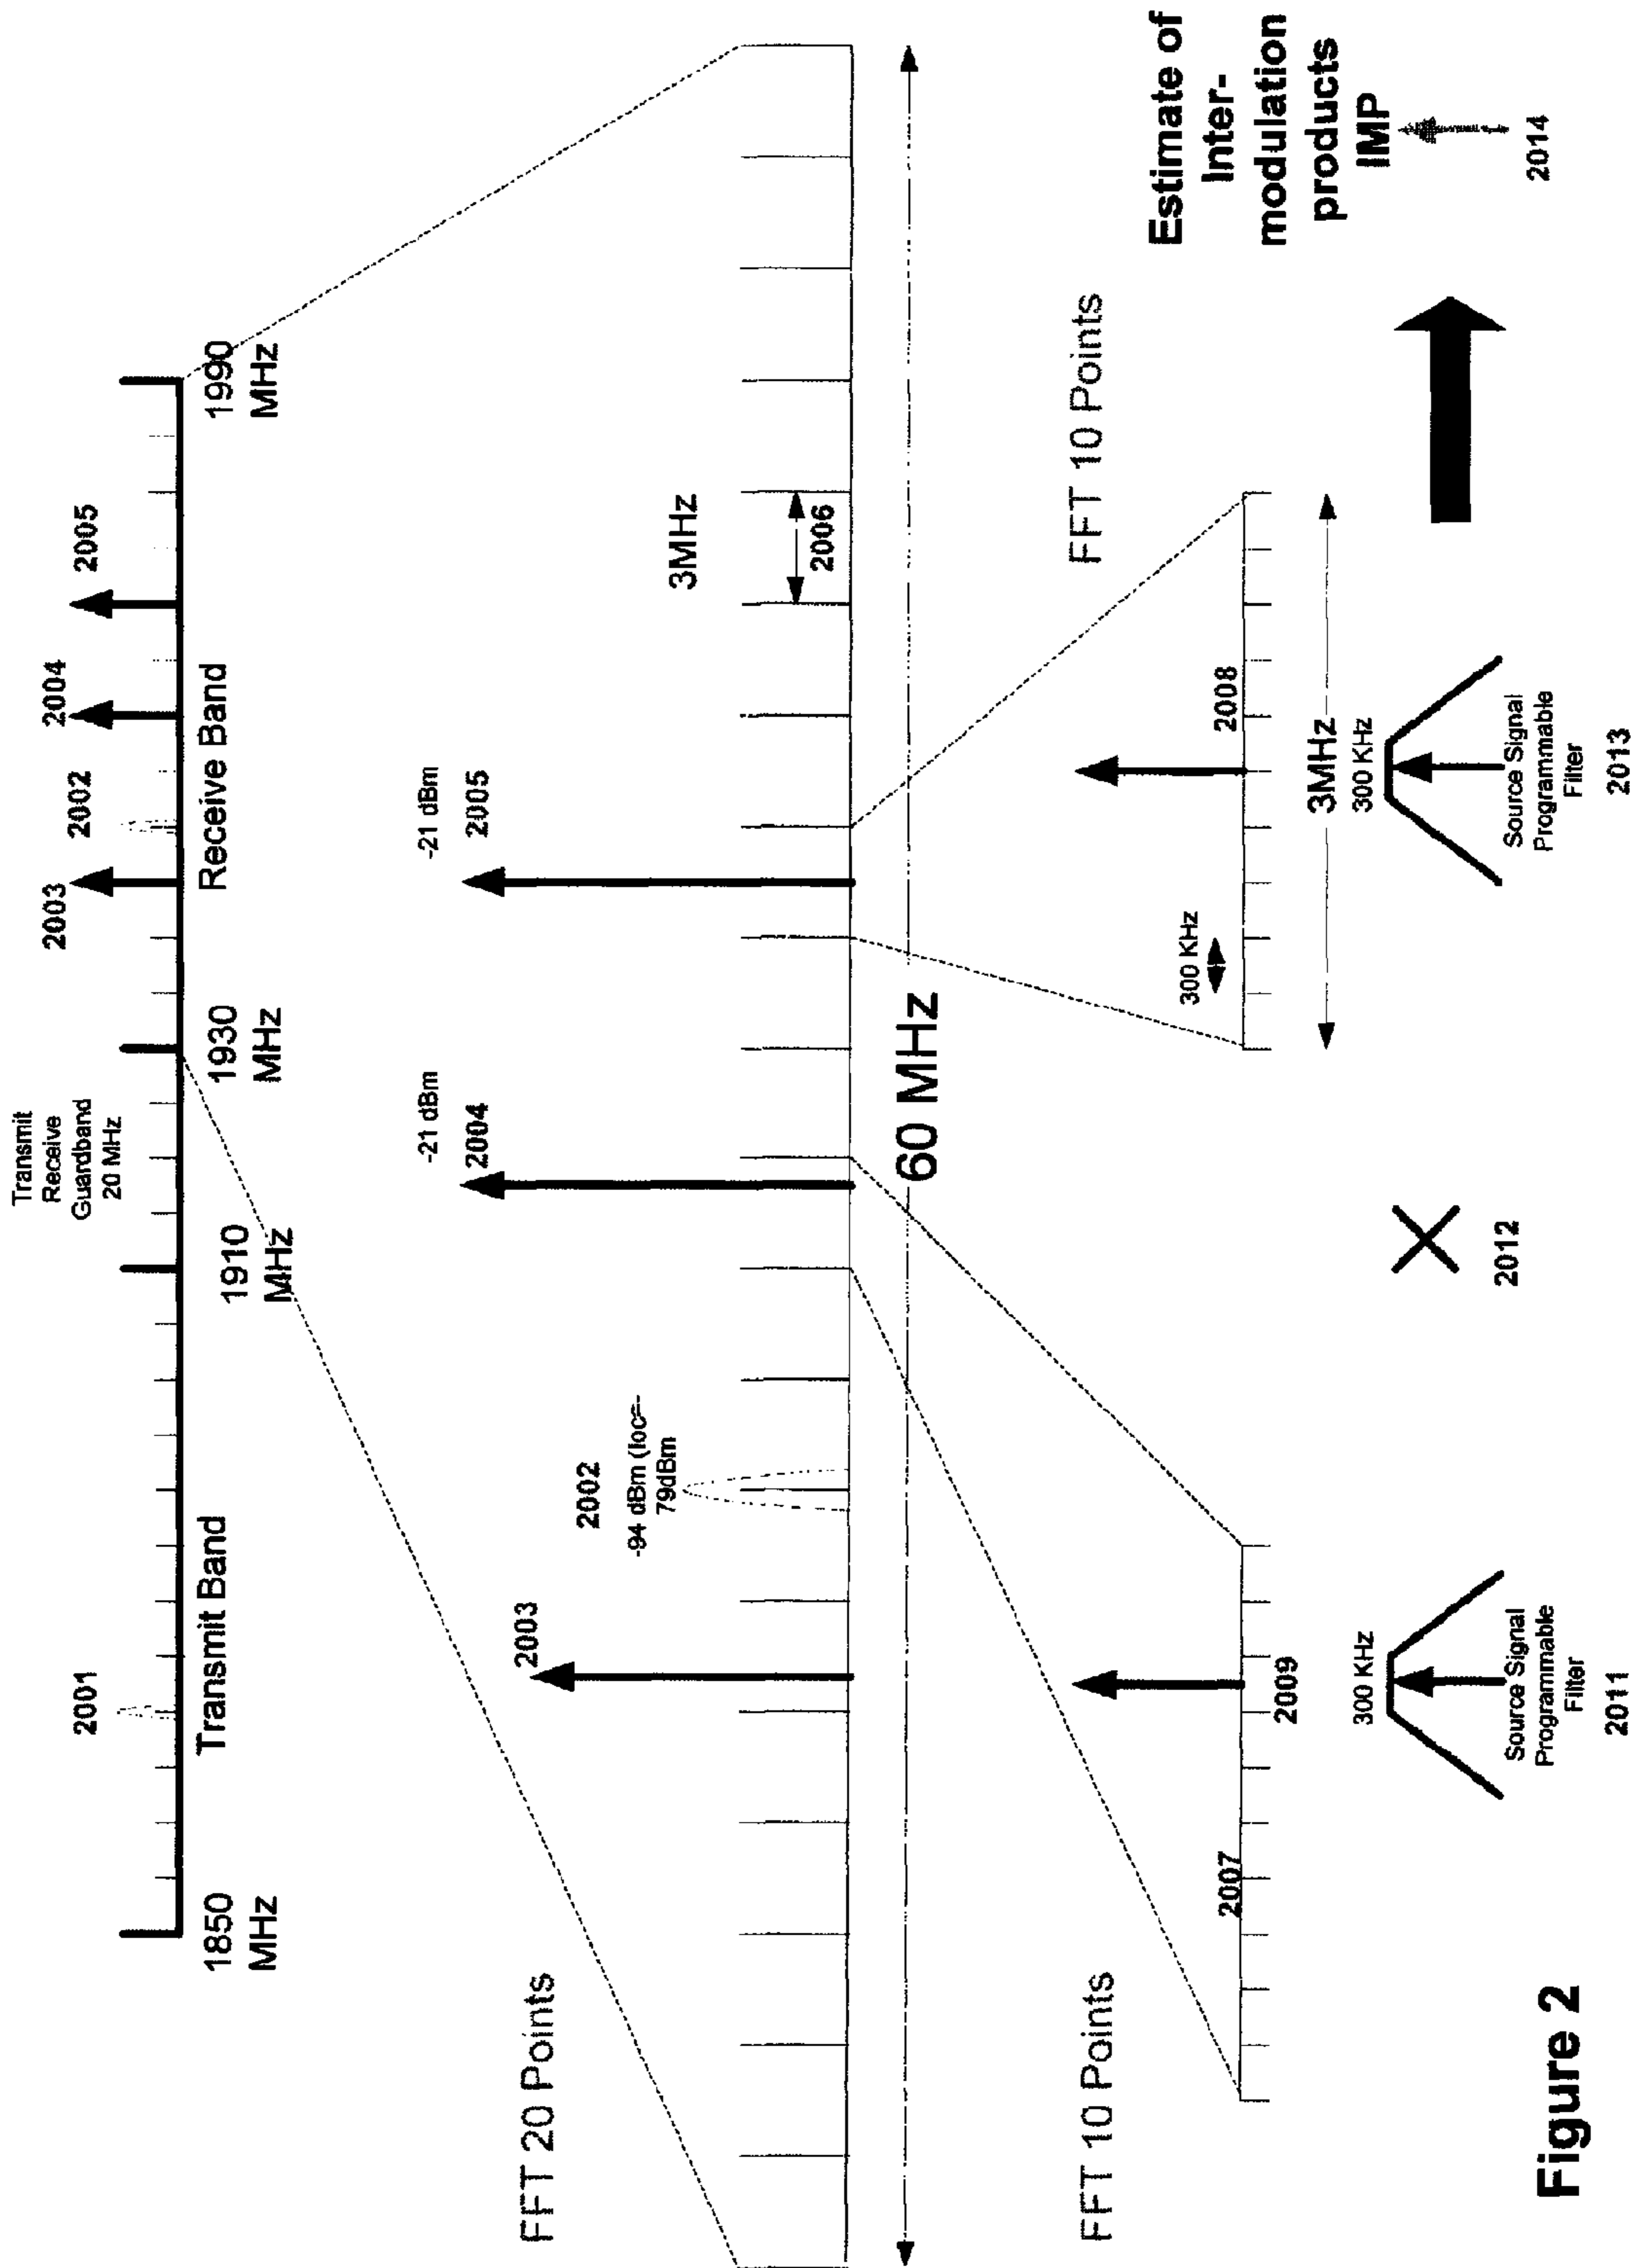 Transmit
Receive
Guardband
20 MHz
2001
2003
2002
2004
2005
Transmit Band
Receive Band
1850
MHz
1910
MHz
1930
MHz
1990
MHz
FFT 20 Points
2003
2002
-94 dBm (Ioc=-
79dBm
-21 dBm
2004
-21 dBm
2005
3MHz
2006
60 MHz
FFT 10 Points
2007
2009
FFT 10 Points
300 KHz
2008
3MHz
300 KHz
Source Signal
Programmable
Filter
2011
2012
300 KHz
Source Signal
Programmable
Filter
2013
Estimate of
Inter-
modulation
products
IMP
2014
Figure 2